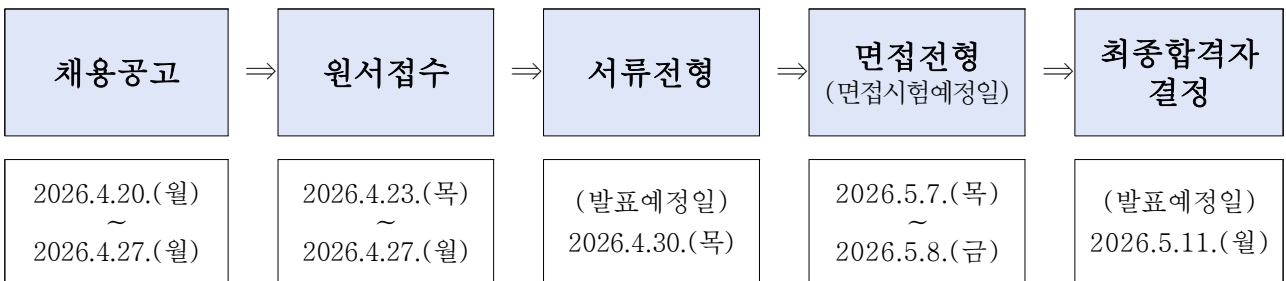 채용공고 ⇒ 원서접수 ⇒ 서류전형 ⇒ 면접전형 (면접시험예정일) ⇒ 최종합격자 결정
2026.4.20.(월) ~ 2026.4.27.(월)
2026.4.23.(목) ~ 2026.4.27.(월)
(발표예정일)
2026.4.30.(목)
2026.5.7.(목) ~ 2026.5.8.(금)
(발표예정일)
2026.5.11.(월)